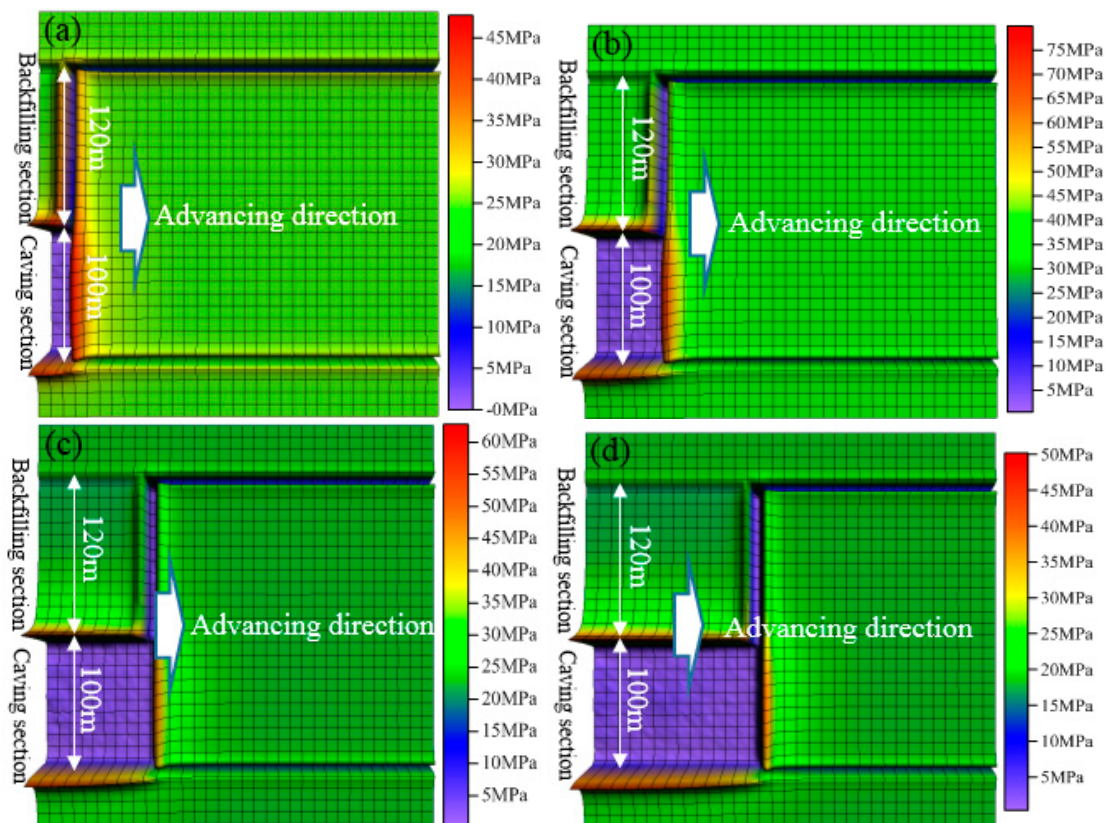 (a)
Backfilling section
Caving section
120m
100m
Advancing direction
45MPa
40MPa
35MPa
30MPa
25MPa
20MPa
15MPa
10MPa
5MPa
-0MPa
(b)
Backfilling section
Caving section
120m
100m
Advancing direction
75MPa
70MPa
65MPa
60MPa
55MPa
50MPa
45MPa
40MPa
35MPa
30MPa
25MPa
20MPa
15MPa
10MPa
5MPa
(c)
Backfilling section
Caving section
120m
100m
Advancing direction
60MPa
55MPa
50MPa
45MPa
40MPa
35MPa
30MPa
25MPa
20MPa
15MPa
10MPa
5MPa
(d)
Backfilling section
Caving section
120m
100m
Advancing direction
50MPa
45MPa
40MPa
35MPa
30MPa
25MPa
20MPa
15MPa
10MPa
5MPa